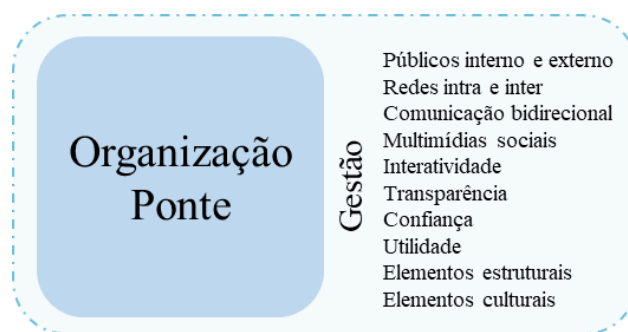 Organização
Ponte
Gestão
Públicos interno e externo
Redes intra e inter
Comunicação bidirecional
Multimídias sociais
Interatividade
Transparência
Confiança
Utilidade
Elementos estruturais
Elementos culturais